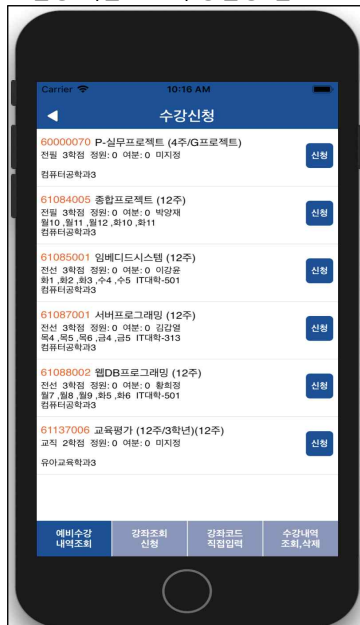 Carrier 10:16 AM
수강신청
60000070 P-실무프로젝트 (4주/G프로젝트)
전필 3학점 정원: 0 여분: 0 미지정
신청
컴퓨터공학과3
61084005 종합프로젝트 (12주)
전필 3학점 정원: 0 여분: 0 박양재
신청
월10 ,월11 ,월12 ,화10 ,화11
컴퓨터공학과3
61085001 임베디드시스템 (12주)
전선 3학점 정원: 0 여분: 0 이강윤
신청
화1 ,화2 ,화3 ,수4 ,수5 IT대학-501
컴퓨터공학과3
61087001 서버프로그래밍 (12주)
전선 3학점 정원: 0 여분: 0 김갑열
신청
목4 ,목5 ,목6 ,금4 ,금5 IT대학-313
컴퓨터공학과3
61088002 웹DB프로그래밍 (12주)
전선 3학점 정원: 0 여분: 0 황희정
신청
월7 ,월8 ,월9 ,화5 ,화6 IT대학-501
컴퓨터공학과3
61137006 교육평가 (12주/3학년)(12주)
교직 2학점 정원: 0 여분: 0 미지정
신청
유아교육학과3
예비수강 강좌조회 강좌코드 수강내역
내역조회 신청 직접입력 조회,삭제